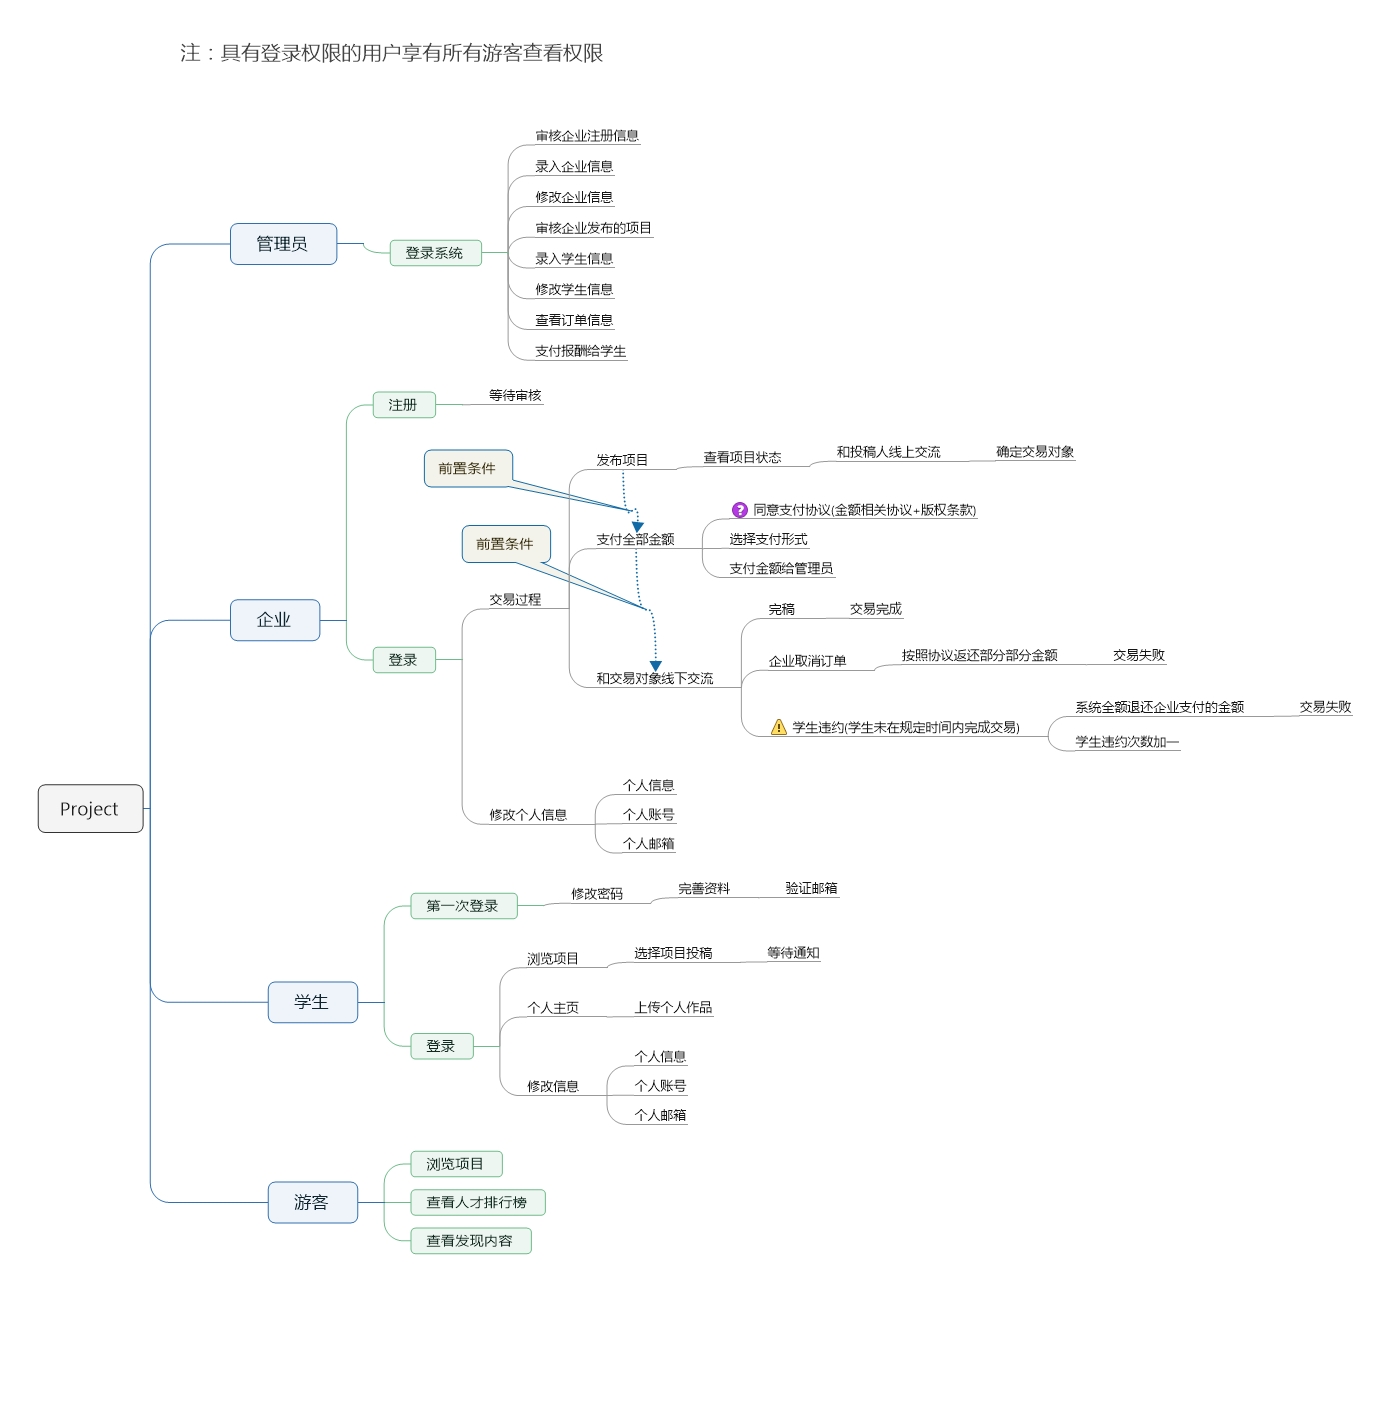 注：具有登录权限的用户享有所有游客查看权限
Project
管理员
登录系统
审核企业注册信息
录入企业信息
修改企业信息
审核企业发布的项目
录入学生信息
修改学生信息
查看订单信息
支付报酬给学生
企业
注册
等待审核
登录
交易过程
前置条件
前置条件
发布项目
查看项目状态
和投稿人线上交流
确定交易对象
支付全部金额
同意支付协议(金额相关协议+版权条款)
选择支付形式
支付金额给管理员
和交易对象线下交流
完稿
交易完成
企业取消订单
按照协议返还部分部分金额
交易失败
学生违约(学生未在规定时间内完成交易)
系统全额退还企业支付的金额
交易失败
学生违约次数加一
修改个人信息
个人信息
个人账号
个人邮箱
学生
第一次登录
修改密码
完善资料
验证邮箱
登录
浏览项目
选择项目投稿
等待通知
个人主页
上传个人作品
修改信息
个人信息
个人账号
个人邮箱
游客
浏览项目
查看人才排行榜
查看发现内容